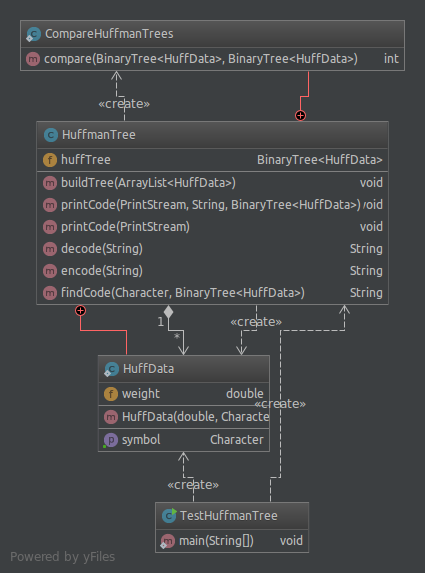 CompareHuffmanTrees
compare(BinaryTree<HuffData>, BinaryTree<HuffData>) int
«create»
HuffmanTree
huffTree BinaryTree<HuffData>
buildTree(ArrayList<HuffData>) void
printCode(PrintStream, String, BinaryTree<HuffData>) void
printCode(PrintStream) void
decode(String) String
encode(String) String
findCode(Character, BinaryTree<HuffData>) String
1
«create»
*
HuffData
weight double
HuffData(double, Characte
«create»
symbol Character
«create»
TestHuffmanTree
main(String[]) void
Powered by yFiles